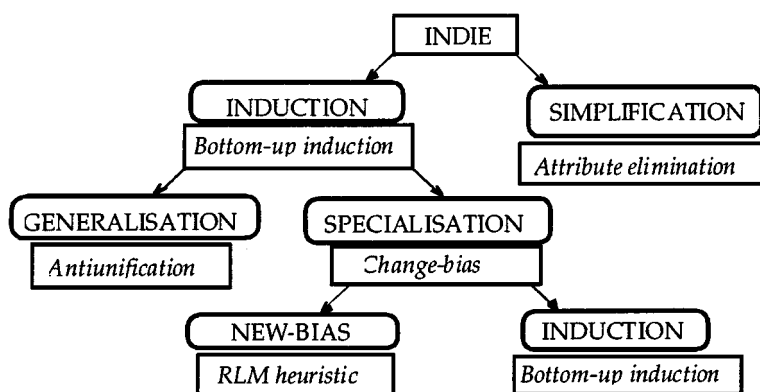 INDIE
INDUCTION
SIMPLIFICATION
Bottom-up induction
Attribute elimination
GENERALISATION
SPECIALISATION
Antiunification
Change-bias
NEW-BIAS
INDUCTION
RLM heuristic
Bottom-up induction